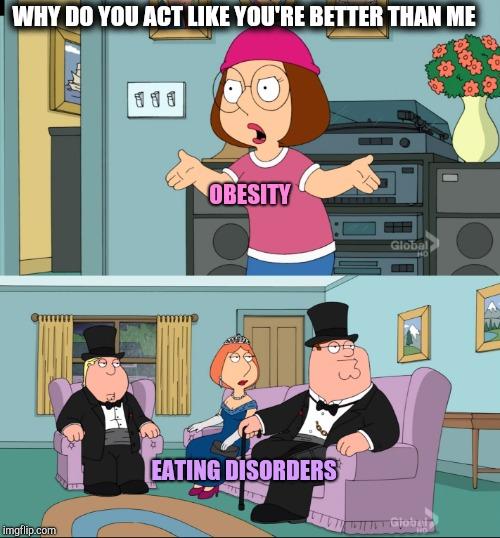 WHY DO YOU ACT LIKE YOU'RE BETTER THAN ME
OBESITY
Global
HD
EATING DISORDERS
Global
HD
imgflip.com